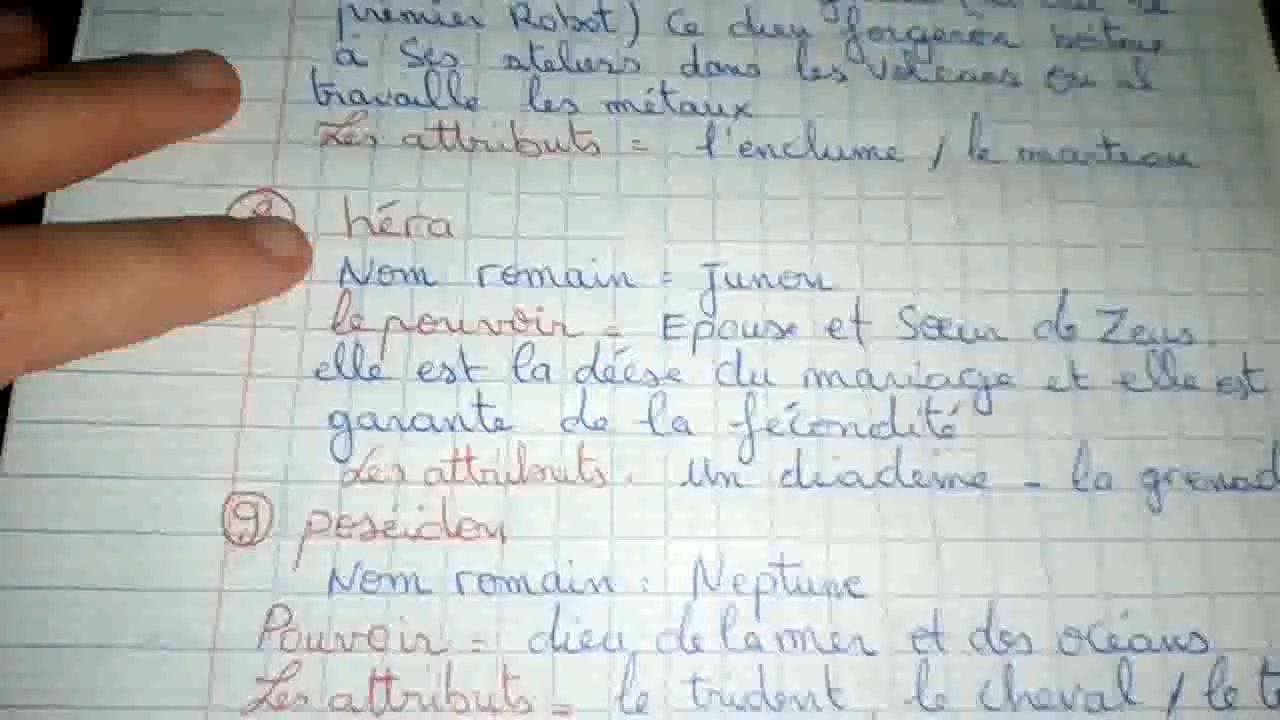 premier Robot) Ce dieu forgeron boiteux
à Ses ateliers dans les Volcans ou il
travaille les métaux
Les attributs = l'enclume / le marteau
héra
Nom romain = junon
le pouvoir = Epouse et Sœur de Zeus
elle est la déese du mariage et elle est
garante de la fécondité
Les attributs. un diademe - la grenad
9 poséidon
Nom romain : Neptune
Pouvoir = dieu de la mer et des océans
Les attributs = le trident le cheval / le t